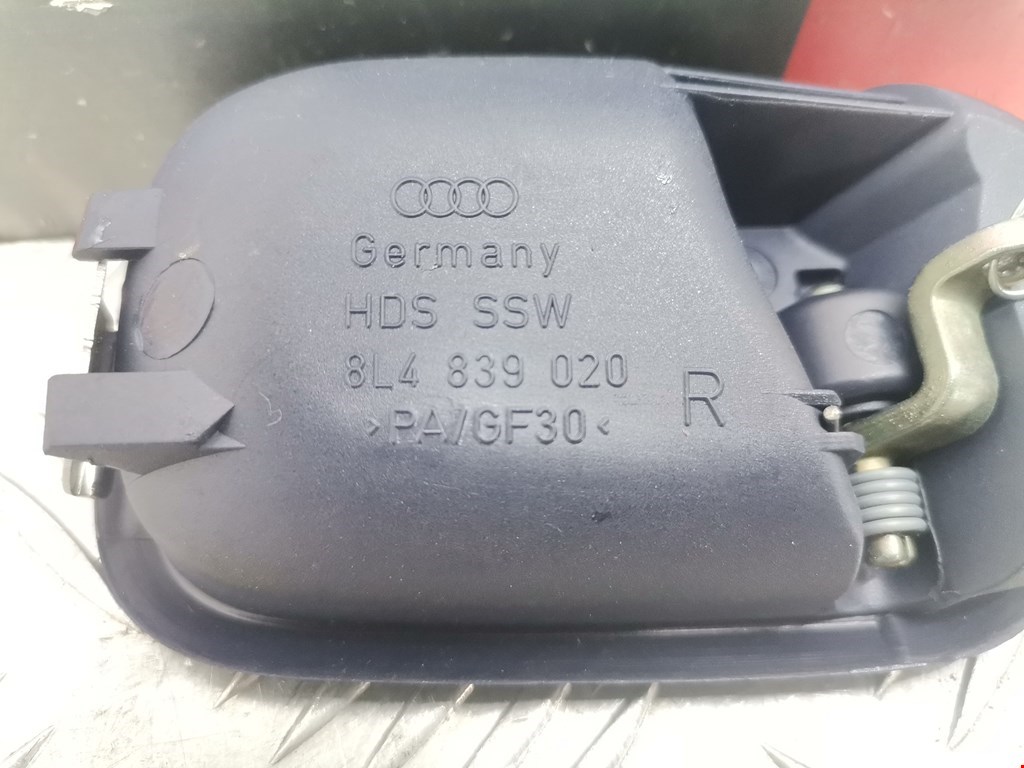 Germany
HDS SSW
8L4 839 020 R
>PA/GF30<